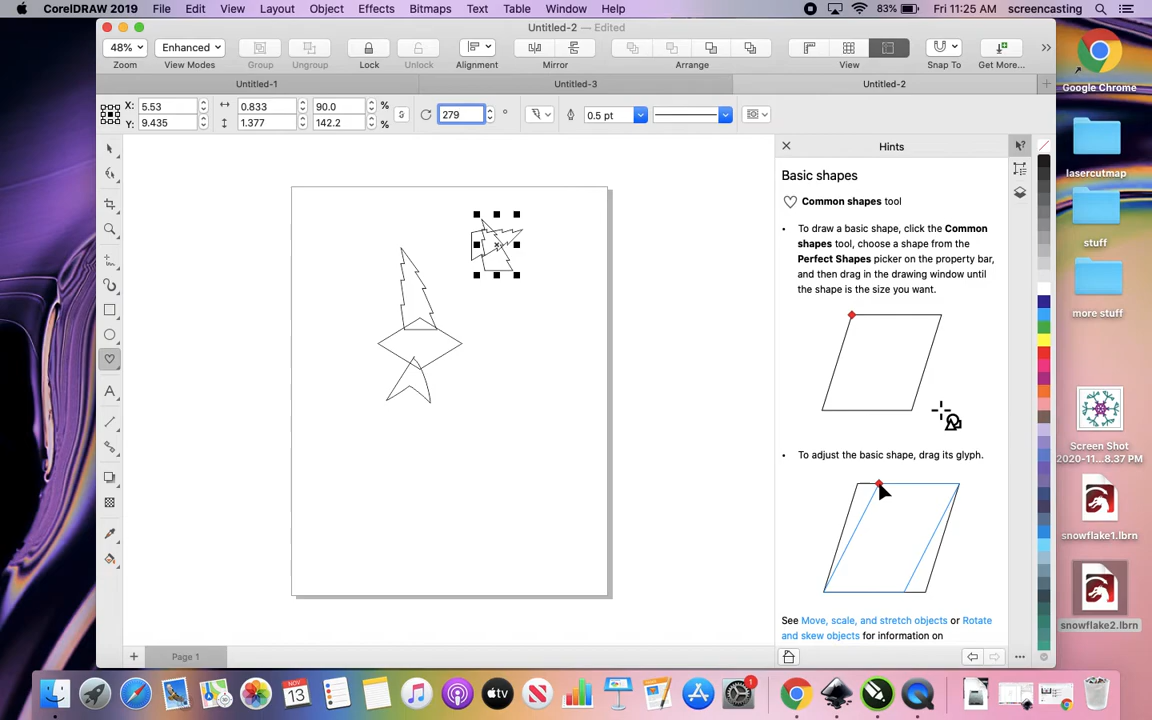 CorelDRAW 2019 File Edit View Layout Object Effects Bitmaps Text Table Window Help 83% Fri 11:25 AM screencasting
Untitled-2 — Edited
48% Enhanced
Zoom View Modes Group Ungroup Lock Unlock Alignment Mirror Arrange View Snap To Get More...
Untitled-1 Untitled-3 Untitled-2
X: 5.53 0.833 90.0 %
Y: 9.435 1.377 142.2 %
279 ° 0.5 pt
Hints
Basic shapes
Common shapes tool
• To draw a basic shape, click the Common
shapes tool, choose a shape from the
Perfect Shapes picker on the property bar,
and then drag in the drawing window until
the shape is the size you want.
• To adjust the basic shape, drag its glyph.
See Move, scale, and stretch objects or Rotate
and skew objects for information on
Page 1
Google Chrome
lasercutmap
stuff
more stuff
Screen Shot
2020-11...8.37 PM
snowflake1.lbrn
snowflake2.lbrn
NOV
13
tv
1